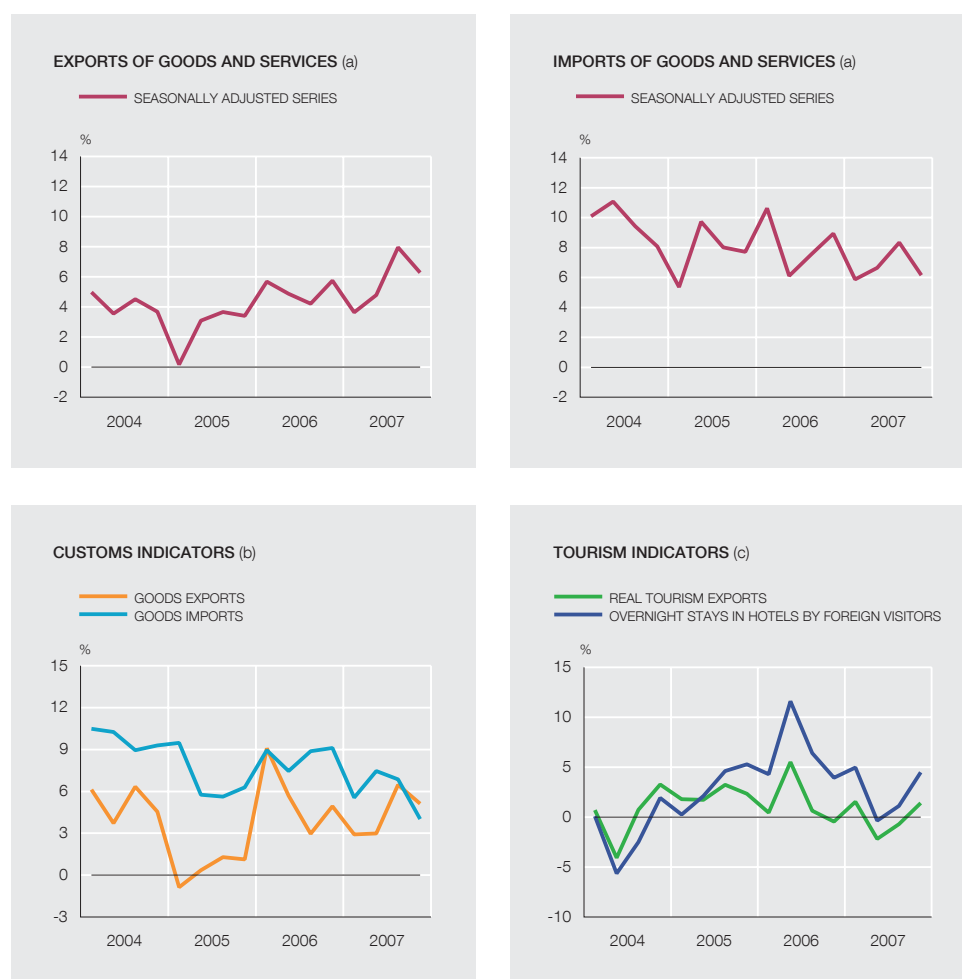 EXPORTS OF GOODS AND SERVICES (a)
SEASONALLY ADJUSTED SERIES
%
14
12
10
8
6
4
2
0
-2
2004 2005 2006 2007
IMPORTS OF GOODS AND SERVICES (a)
SEASONALLY ADJUSTED SERIES
%
14
12
10
8
6
4
2
0
-2
2004 2005 2006 2007
CUSTOMS INDICATORS (b)
GOODS EXPORTS
GOODS IMPORTS
%
15
12
9
6
3
0
-3
2004 2005 2006 2007
TOURISM INDICATORS (c)
REAL TOURISM EXPORTS
OVERNIGHT STAYS IN HOTELS BY FOREIGN VISITORS
%
15
10
5
0
-5
-10
2004 2005 2006 2007